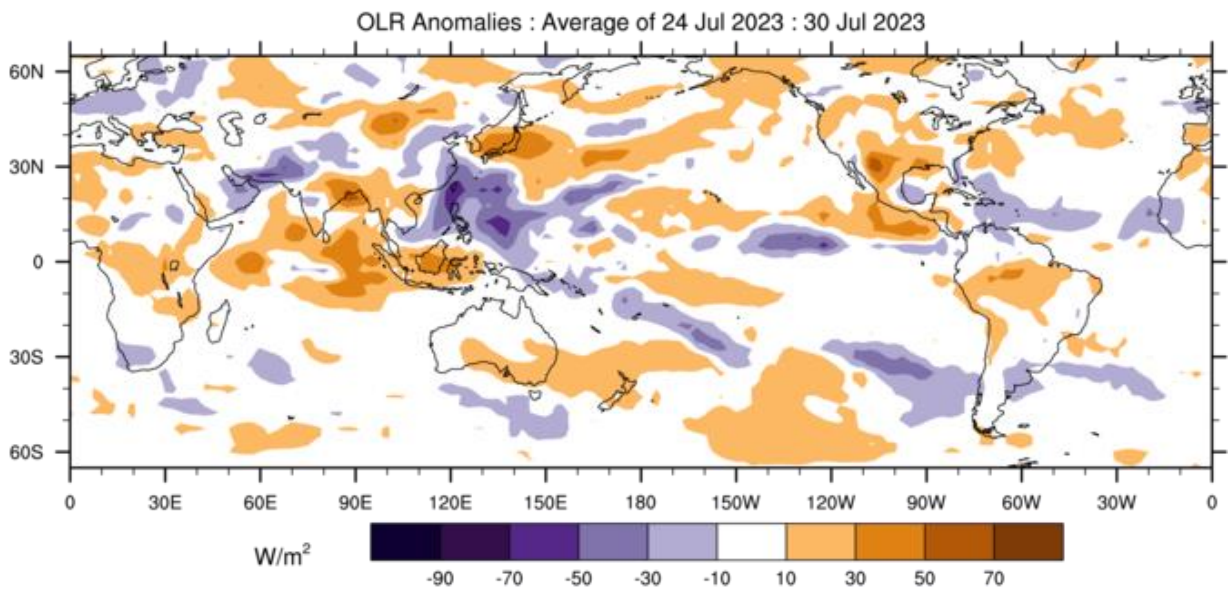 OLR Anomalies : Average of 24 Jul 2023 : 30 Jul 2023
60N
30N
0
30S
60S
0 30E 60E 90E 120E 150E 180 150W 120W 90W 60W 30W 0
W/m²
-90 -70 -50 -30 -10 10 30 50 70